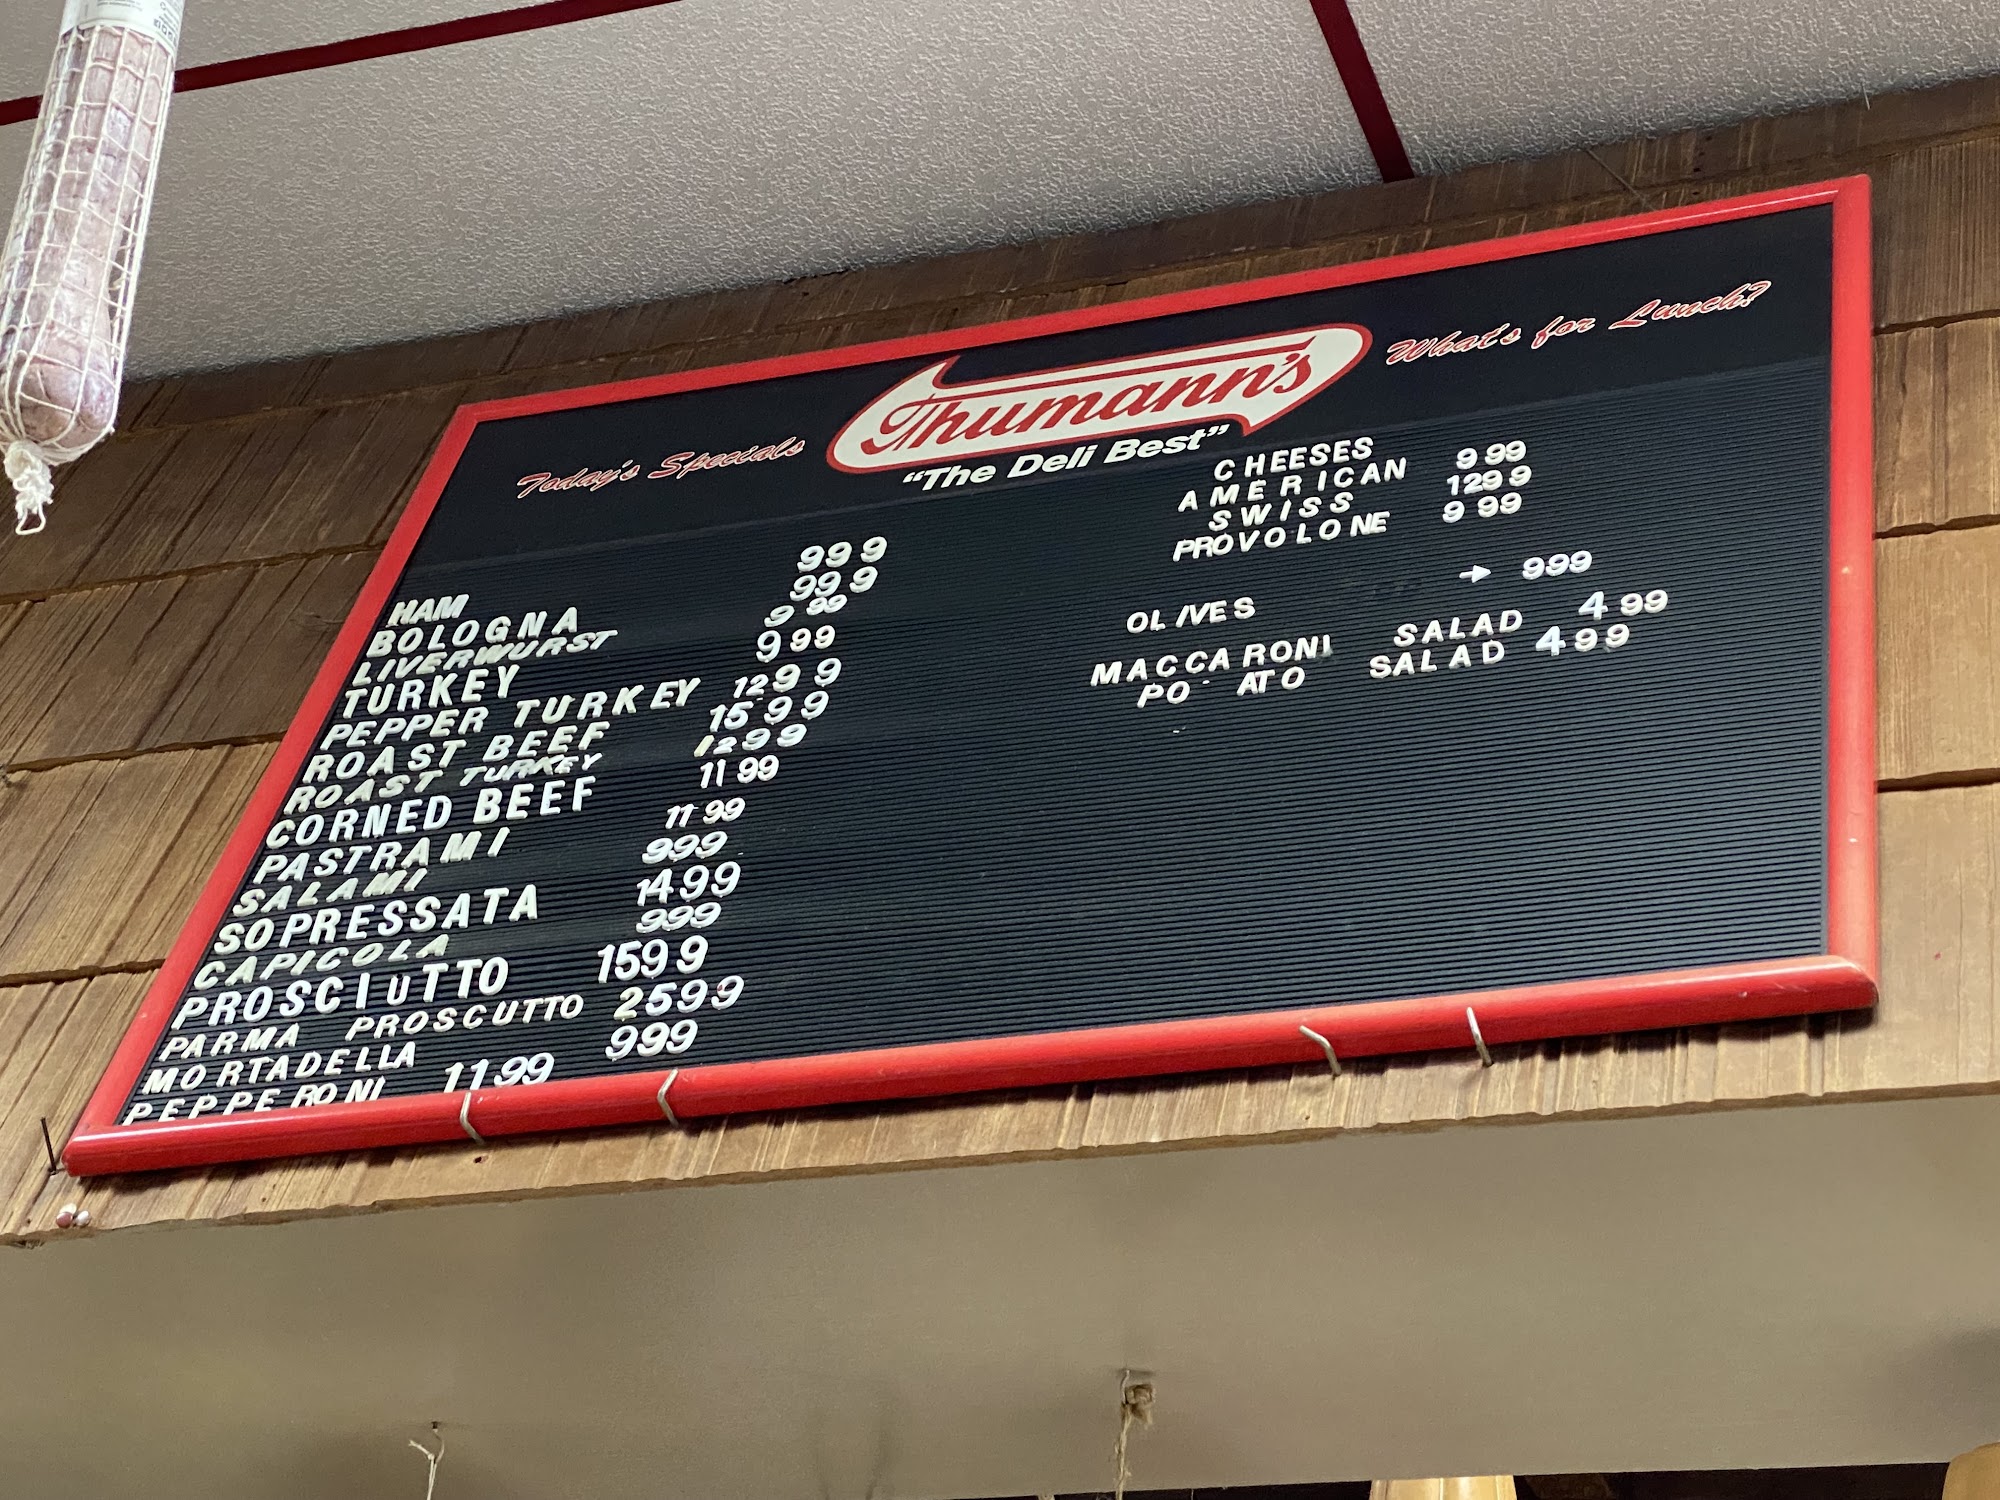 Today's Specials
Thumann's
"The Deli Best"
What's for Lunch?
HAM 999
BOLOGNA 999
LIVERWURST 999
TURKEY 999
PEPPER TURKEY 1299
ROAST BEEF 1599
ROAST TURKEY 1299
CORNED BEEF 1199
PASTRAMI 1199
SALAMI 999
SOPRESSATA 1499
CAPICOLA 999
PROSCIUTTO 1599
PARMA PROSCUTTO 2599
MORTADELLA 999
PEPPERONI 1199
CHEESES
AMERICAN 999
SWISS 1299
PROVOLONE 999
OLIVES → 999
MACCARONI SALAD 499
PO ATO SALAD 499